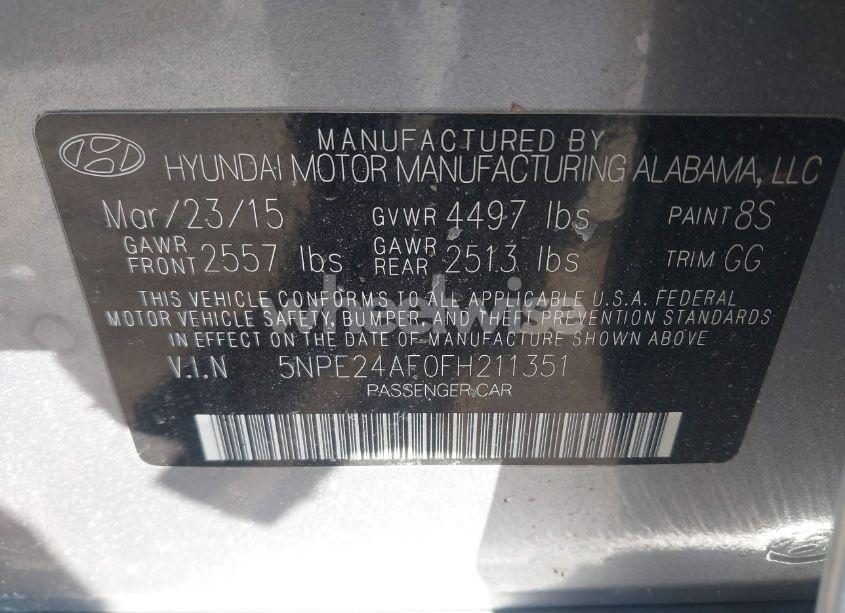 MANUFACTURED BY
HYUNDAI MOTOR MANUFACTURING ALABAMA, LLC
Mar/23/15 GVWR 4497 lbs PAINT 8S
GAWR FRONT 2557 lbs GAWR REAR 2513 lbs TRIM GG
THIS VEHICLE CONFORMS TO ALL APPLICABLE U.S.A. FEDERAL
MOTOR VEHICLE SAFETY, BUMPER, AND THEFT PREVENTION STANDARDS
IN EFFECT ON THE DATE OF MANUFACTURE SHOWN ABOVE
V.I.N 5NPE24AF0FH211351
PASSENGER CAR
wheelwise